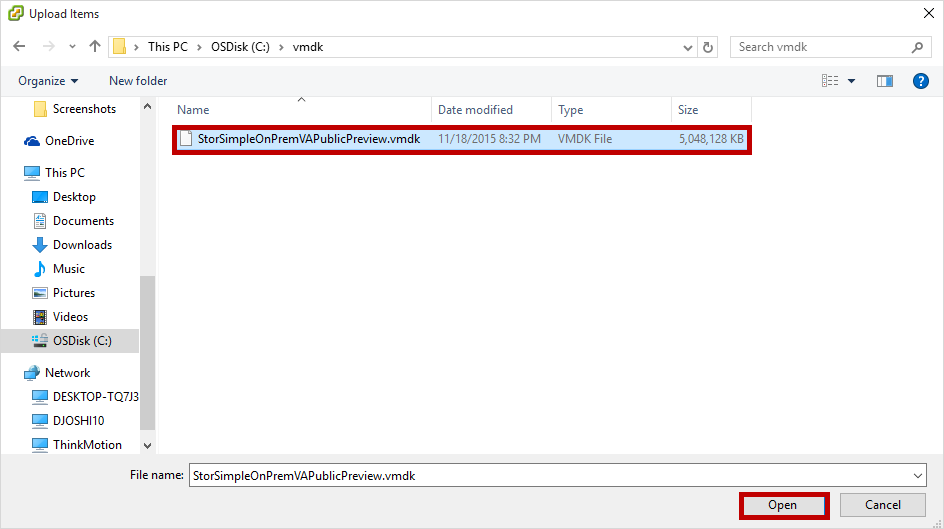 Upload Items
This PC > OSDisk (C:) > vmdk
Search vmdk
Organize
New folder
Name
Date modified
Type
Size
StorSimpleOnPremVAPublicPreview.vmdk
11/18/2015 8:32 PM
VMDK File
5,048,128 KB
Screenshots
OneDrive
This PC
Desktop
Documents
Downloads
Music
Pictures
Videos
OSDisk (C:)
Network
DESKTOP-TQ7J3
DJOSHI10
ThinkMotion
File name:
StorSimpleOnPremVAPublicPreview.vmdk
Open
Cancel